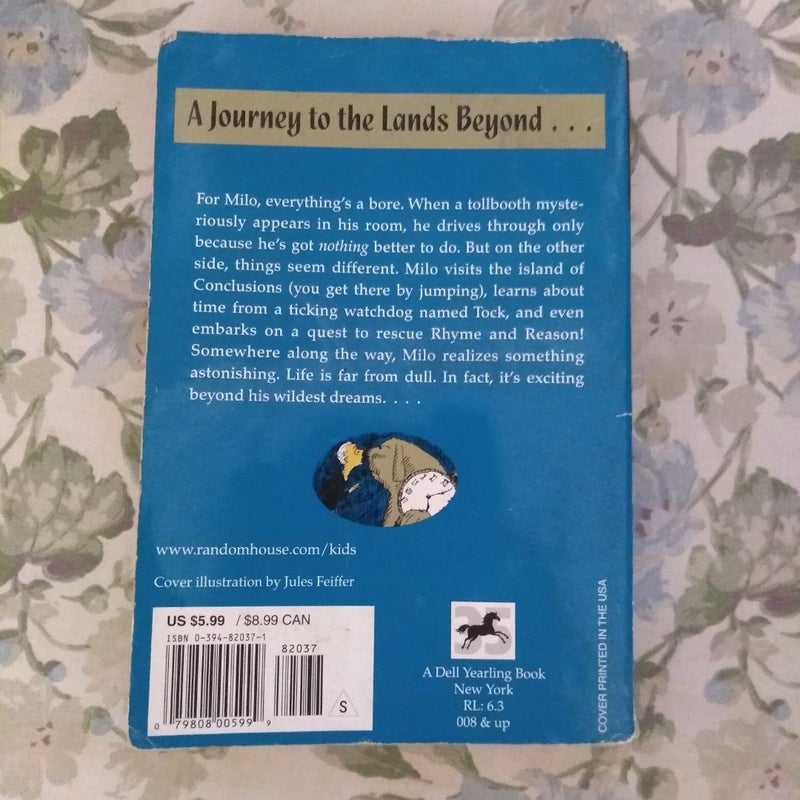 A Journey to the Lands Beyond . . .
For Milo, everything's a bore. When a tollbooth myste-
riously appears in his room, he drives through only
because he's got nothing better to do. But on the other
side, things seem different. Milo visits the island of
Conclusions (you get there by jumping), learns about
time from a ticking watchdog named Tock, and even
embarks on a quest to rescue Rhyme and Reason!
Somewhere along the way, Milo realizes something
astonishing. Life is far from dull. In fact, it's exciting
beyond his wildest dreams. . . .
www.randomhouse.com/kids
Cover illustration by Jules Feiffer
US $5.99 / $8.99 CAN
ISBN 0-394-82037-1
82037
S
0 79808 00599 9
35
A Dell Yearling Book
New York
RL: 6.3
008 & up
COVER PRINTED IN THE USA